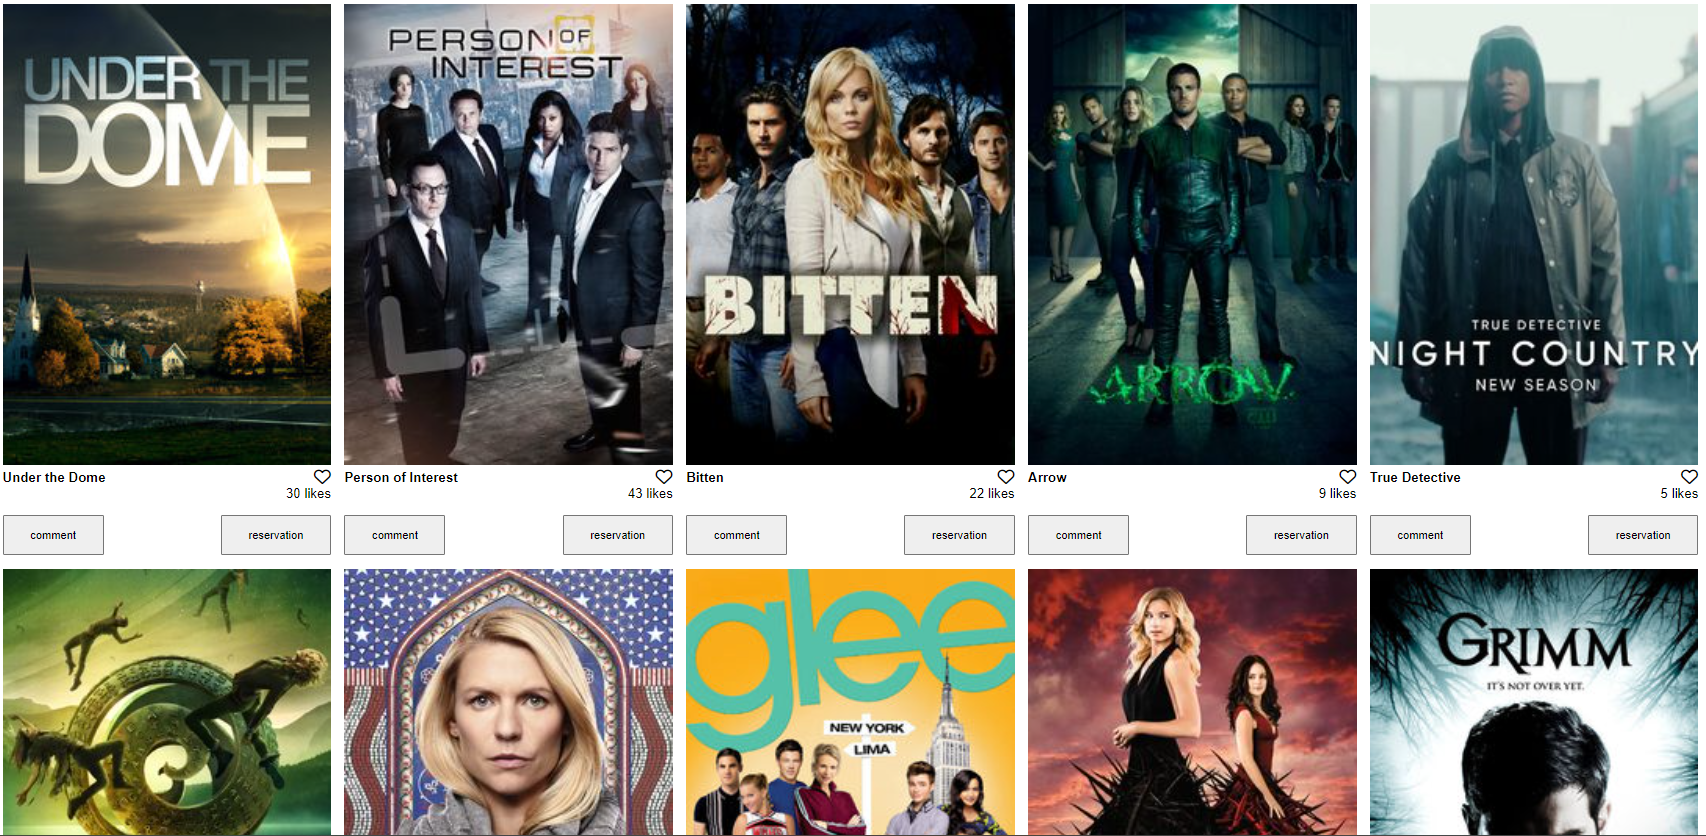 UNDER THE
DOME
PERSON OF
INTEREST
BITTEN
ARROW
TRUE DETECTIVE
NIGHT COUNTRY
NEW SEASON
Under the Dome
30 likes
comment
reservation
Person of Interest
43 likes
comment
reservation
Bitten
22 likes
comment
reservation
Arrow
9 likes
comment
reservation
True Detective
5 likes
comment
reservation
glee
NEW YORK
LIMA
GRIMM
IT'S NOT OVER YET.